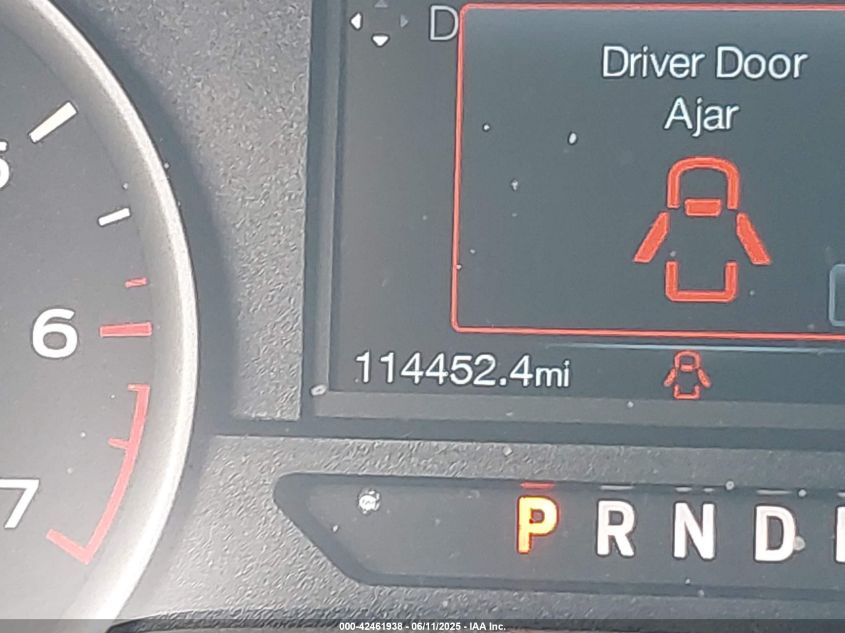 D
Driver Door
Ajar
5
6
7
114452.4mi
P R N D
000-42461938 - 06/11/2025 - IAA Inc.